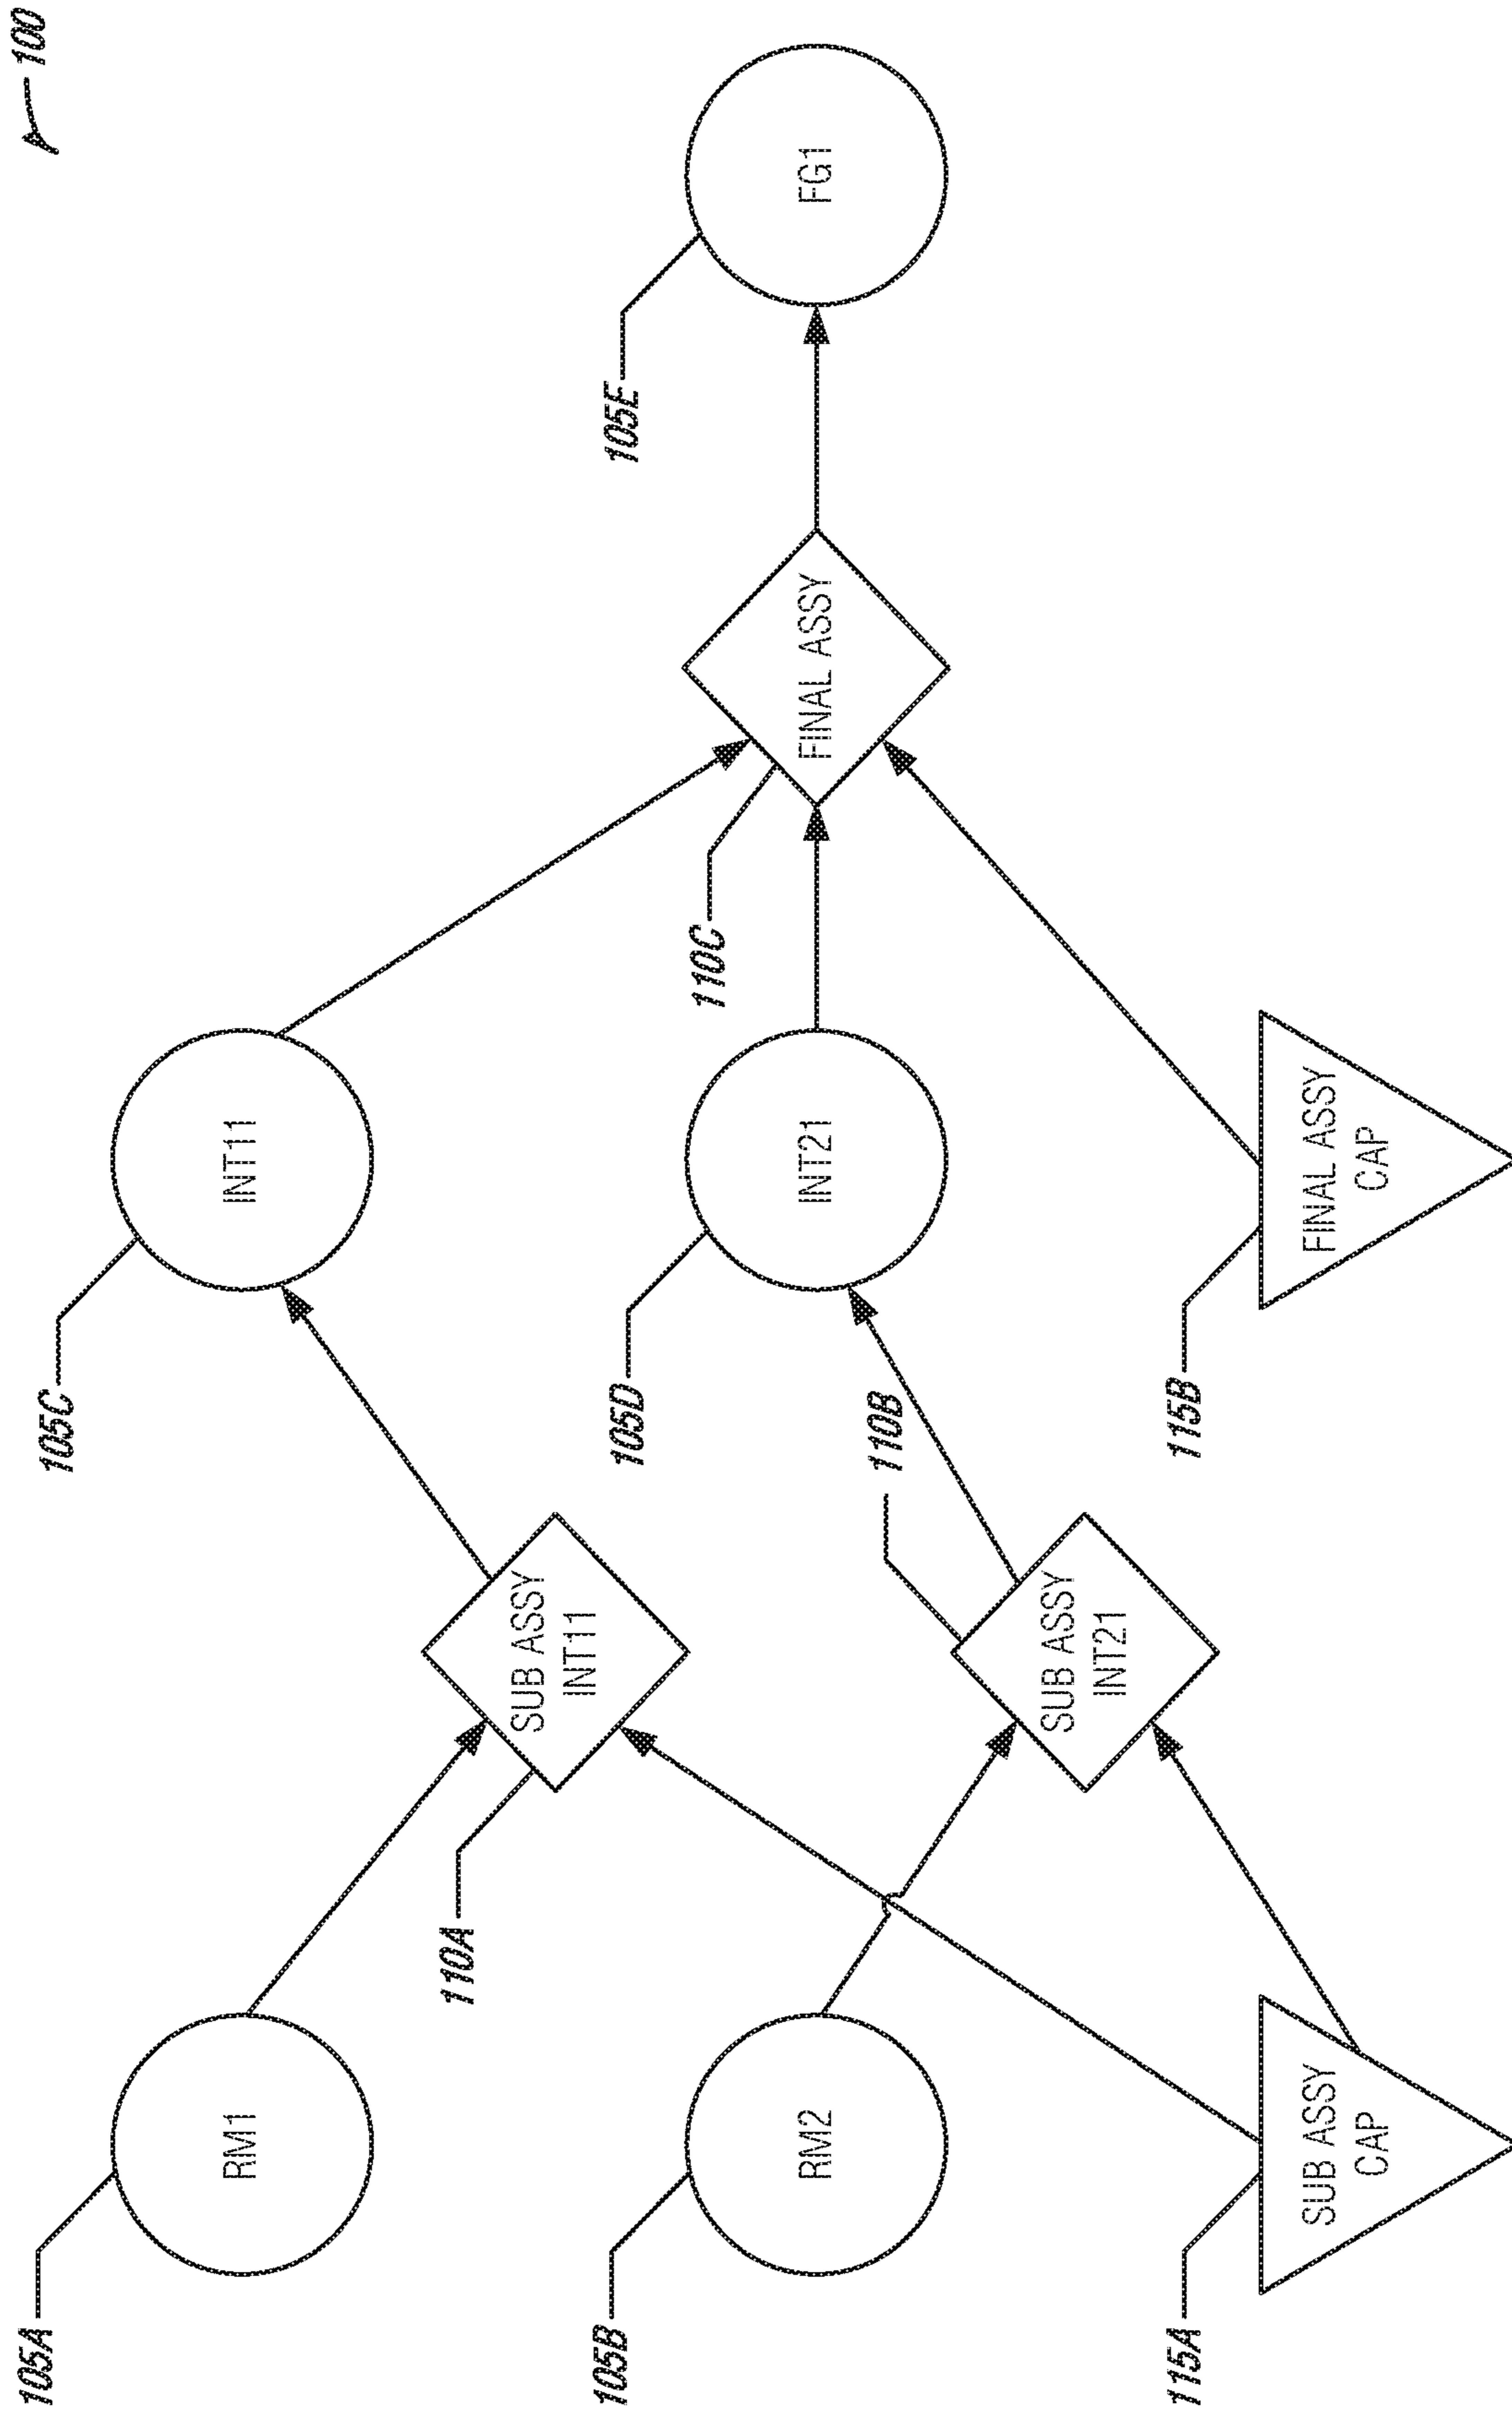 100
105A
RM1
105B
RM2
115A
SUB ASSY
CAP
110A
SUB ASSY
INT11
110B
SUB ASSY
INT21
105C
INT11
105D
INT21
115B
FINAL ASSY
CAP
110C
FINAL ASSY
105E
FG1